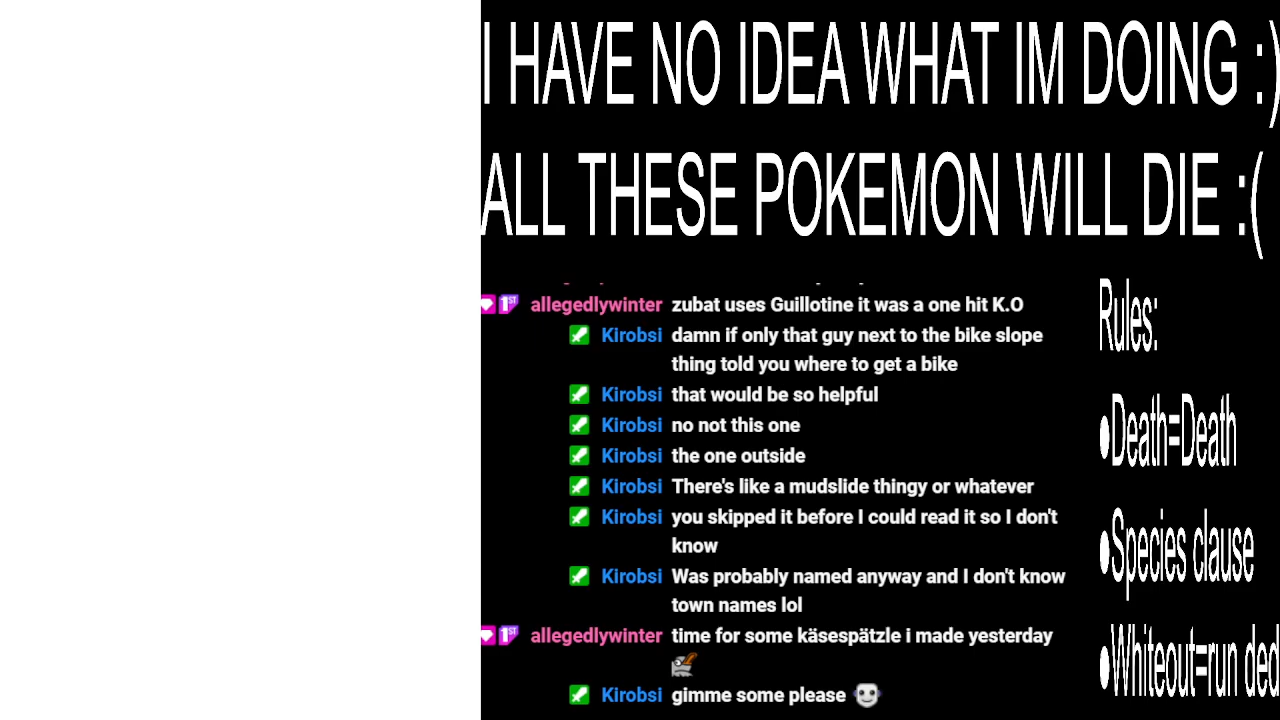 I HAVE NO IDEA WHAT IM DOING :)
ALL THESE POKEMON WILL DIE :(
1ST allegedlywinter zubat uses Guillotine it was a one hit K.O
Kirobsi damn if only that guy next to the bike slope
thing told you where to get a bike
Kirobsi that would be so helpful
Kirobsi no not this one
Kirobsi the one outside
Kirobsi There's like a mudslide thingy or whatever
Kirobsi you skipped it before I could read it so I don't
know
Kirobsi Was probably named anyway and I don't know
town names lol
1ST allegedlywinter time for some käsespätzle i made yesterday
Kirobsi gimme some please
Rules:
•Death=Death
•Species clause
•Whiteout=run ded